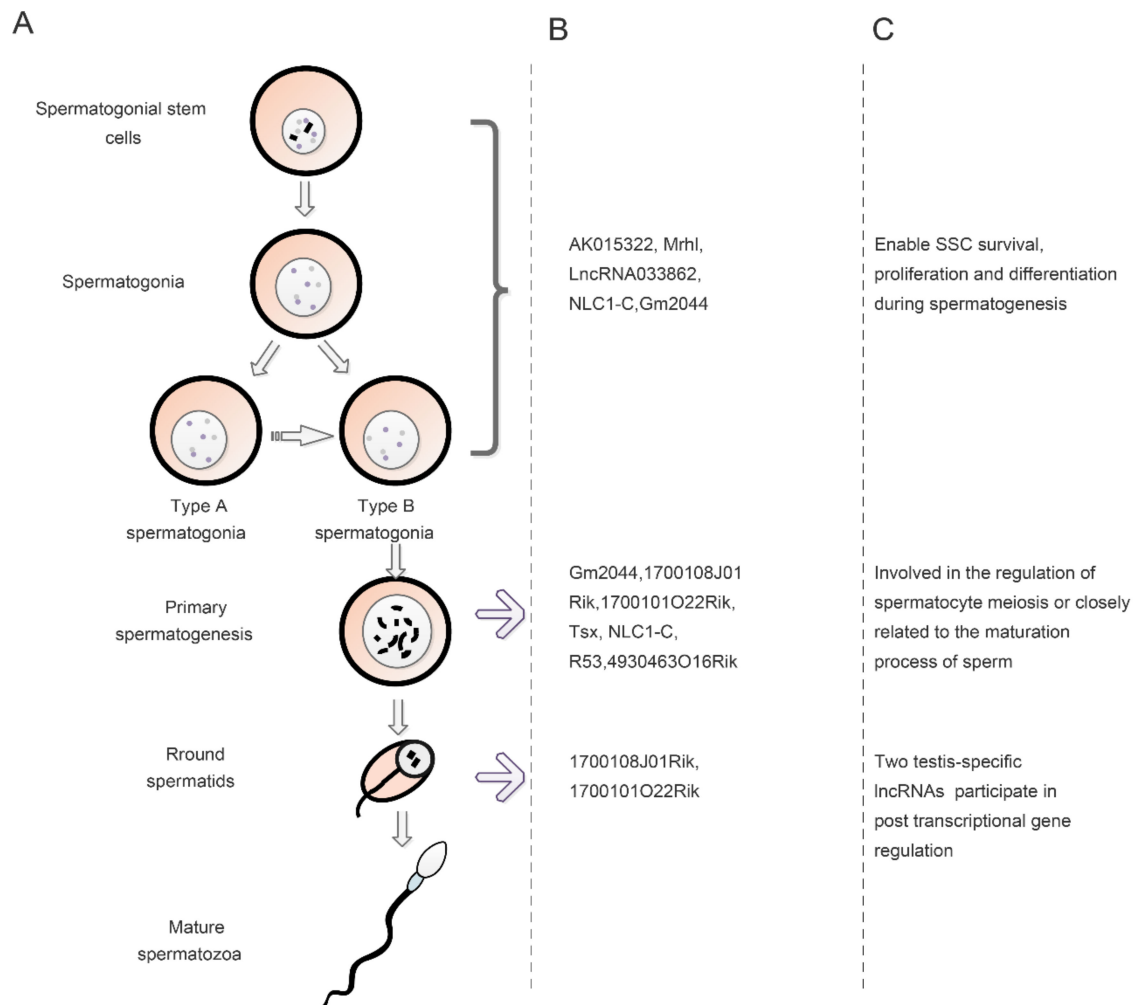 A
B
C
Spermatogonial stem
cells
Spermatogonia
AK015322, Mrhl,
LncRNA033862,
NLC1-C,Gm2044
Enable SSC survival,
proliferation and differentiation
during spermatogenesis
Type A
spermatogonia
Type B
spermatogonia
Primary
spermatogenesis
Gm2044,1700108J01
Rik,1700101O22Rik,
Tsx, NLC1-C,
R53,4930463O16Rik
Involved in the regulation of
spermatocyte meiosis or closely
related to the maturation
process of sperm
Rround
spermatids
1700108J01Rik,
1700101O22Rik
Two testis-specific
lncRNAs participate in
post transcriptional gene
regulation
Mature
spermatozoa